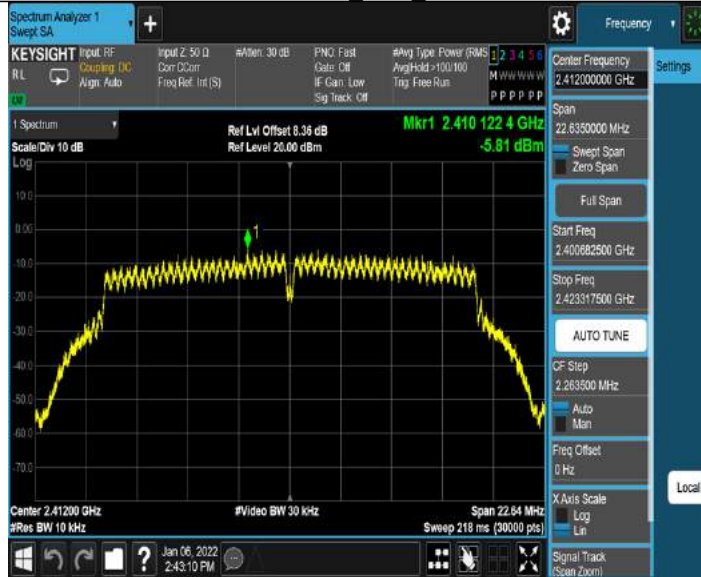 Spectrum Analyzer 1
Swept SA
+
Frequency
KEYSIGHT
RL
LXI
Input: RF
Coupling: DC
Align: Auto
Input Z: 50 Ω
Corr CCorr
Freq Ref: Int (S)
#Atten: 30 dB
PNO: Fast
Gate: Off
IF Gain: Low
Sig Track: Off
#Avg Type: Power (RMS
Avg|Hold:>100/100
Trig: Free Run
1 2 3 4 5 6
M W W W W W
P P P P P P
1 Spectrum
Scale/Div 10 dB
Log
Ref Lvl Offset 8.36 dB
Ref Level 20.00 dBm
Mkr1 2.410 122 4 GHz
-5.81 dBm
10.0
0.00
-10.0
-20.0
-30.0
-40.0
-50.0
-60.0
-70.0
1
Center 2.41200 GHz
#Res BW 10 kHz
#Video BW 30 kHz
Span 22.64 MHz
Sweep 218 ms (30000 pts)
?
Jan 06, 2022
2:43:10 PM
Center Frequency
2.412000000 GHz
Span
22.6350000 MHz
Swept Span
Zero Span
Full Span
Start Freq
2.400682500 GHz
Stop Freq
2.423317500 GHz
AUTO TUNE
CF Step
2.263500 MHz
Auto
Man
Freq Offset
0 Hz
X Axis Scale
Log
Lin
Signal Track
(Span Zoom)
Settings
Local